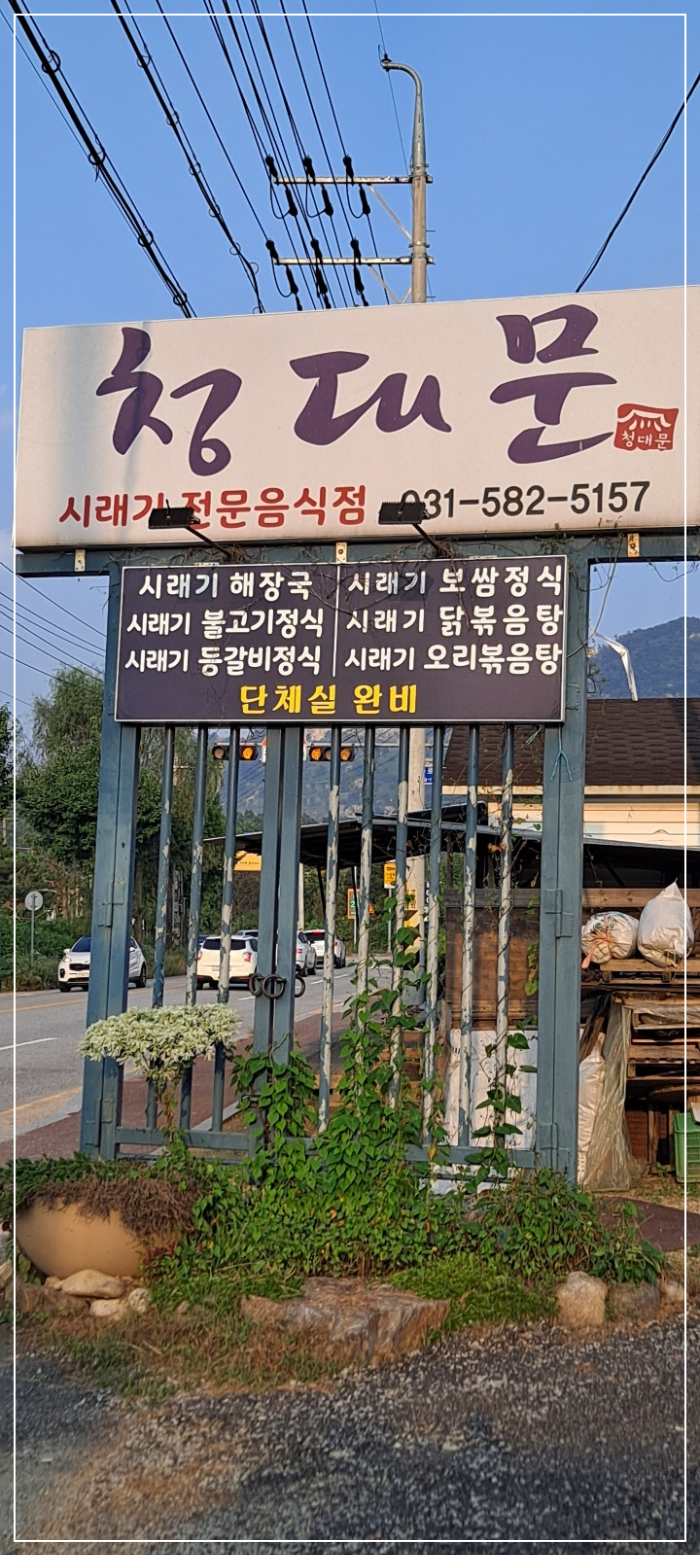 청대문
청대문
시래기 전문음식점 031-582-5157
시래기 해장국 시래기 보쌈정식
시래기 불고기정식 시래기 닭볶음탕
시래기 등갈비정식 시래기 오리볶음탕
단체실 완비